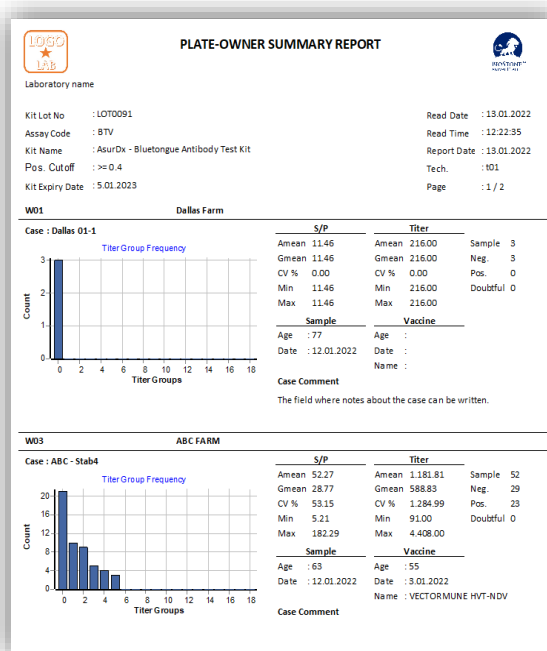 LOGO
LAB
PLATE-OWNER SUMMARY REPORT
BIOSTONE™
Laboratory name
Kit Lot No : LOT0091 Read Date : 13.01.2022
Assay Code : BTV Read Time : 12:22:35
Kit Name : AsurDx - Bluetongue Antibody Test Kit Report Date : 13.01.2022
Pos. Cutoff : >= 0.4 Tech. : t01
Kit Expiry Date : 5.01.2023 Page : 1 / 2
W01 Dallas Farm
Case : Dallas 01-1 S/P Titer
Titer Group Frequency Amean 11.46 Amean 216.00 Sample 3
Gmean 11.46 Gmean 216.00 Neg. 3
CV % 0.00 CV % 0.00 Pos. 0
Min 11.46 Min 216.00 Doubtful 0
Max 11.46 Max 216.00
Sample Vaccine
Age : 77 Age :
Date : 12.01.2022 Date :
Name :
Count
3
2
1
0
0 2 4 6 8 10 12 14 16 18
Titer Groups
Case Comment
The field where notes about the case can be written.
W03 ABC FARM
Case : ABC - Stab4 S/P Titer
Titer Group Frequency Amean 52.27 Amean 1.181.81 Sample 52
Gmean 28.77 Gmean 588.83 Neg. 29
CV % 53.15 CV % 1.284.99 Pos. 23
Min 5.21 Min 91.00 Doubtful 0
Max 182.29 Max 4.408.00
Sample Vaccine
Age : 63 Age : 55
Date : 12.01.2022 Date : 3.01.2022
Name : VECTORMUNE HVT-NDV
Count
20
16
12
8
4
0
0 2 4 6 8 10 12 14 16 18
Titer Groups
Case Comment